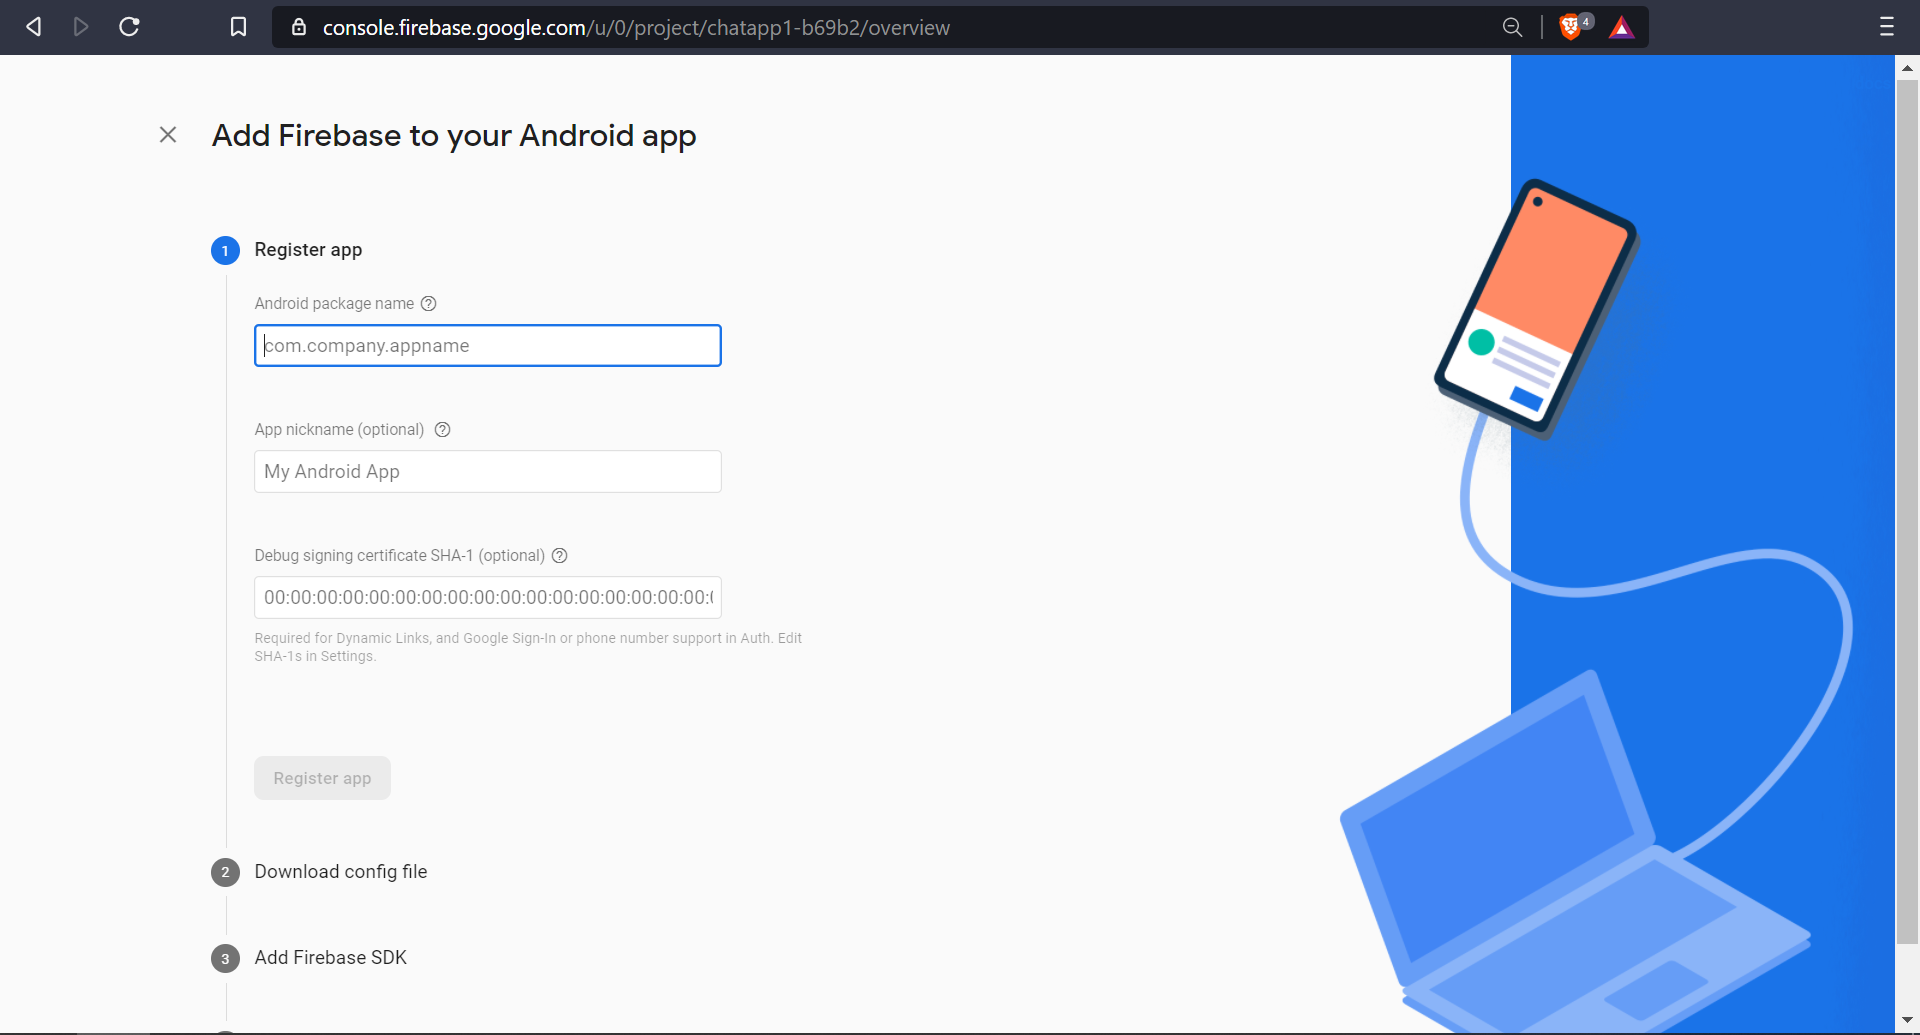 console.firebase.google.com/u/0/project/chatapp1-b69b2/overview
4
Add Firebase to your Android app
1 Register app
Android package name
com.company.appname
App nickname (optional)
My Android App
Debug signing certificate SHA-1 (optional)
00:00:00:00:00:00:00:00:00:00:00:00:00:00:00:00:00:
Required for Dynamic Links, and Google Sign-In or phone number support in Auth. Edit
SHA-1s in Settings.
Register app
2 Download config file
3 Add Firebase SDK